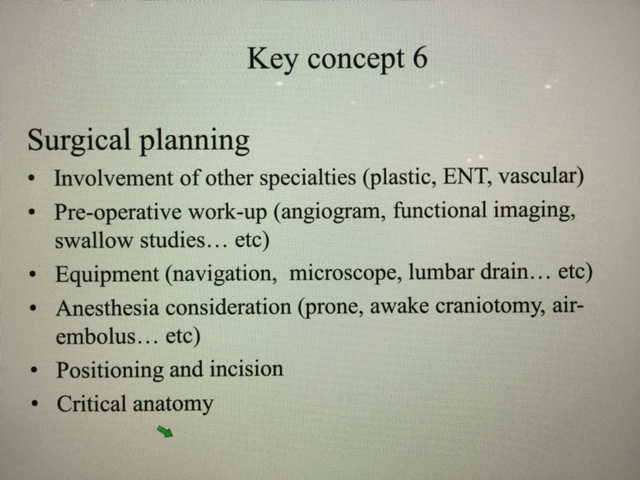 Key concept 6
Surgical planning
• Involvement of other specialties (plastic, ENT, vascular)
• Pre-operative work-up (angiogram, functional imaging,
swallow studies… etc)
• Equipment (navigation,  microscope, lumbar drain… etc)
• Anesthesia consideration (prone, awake craniotomy, air-
embolus… etc)
• Positioning and incision
• Critical anatomy